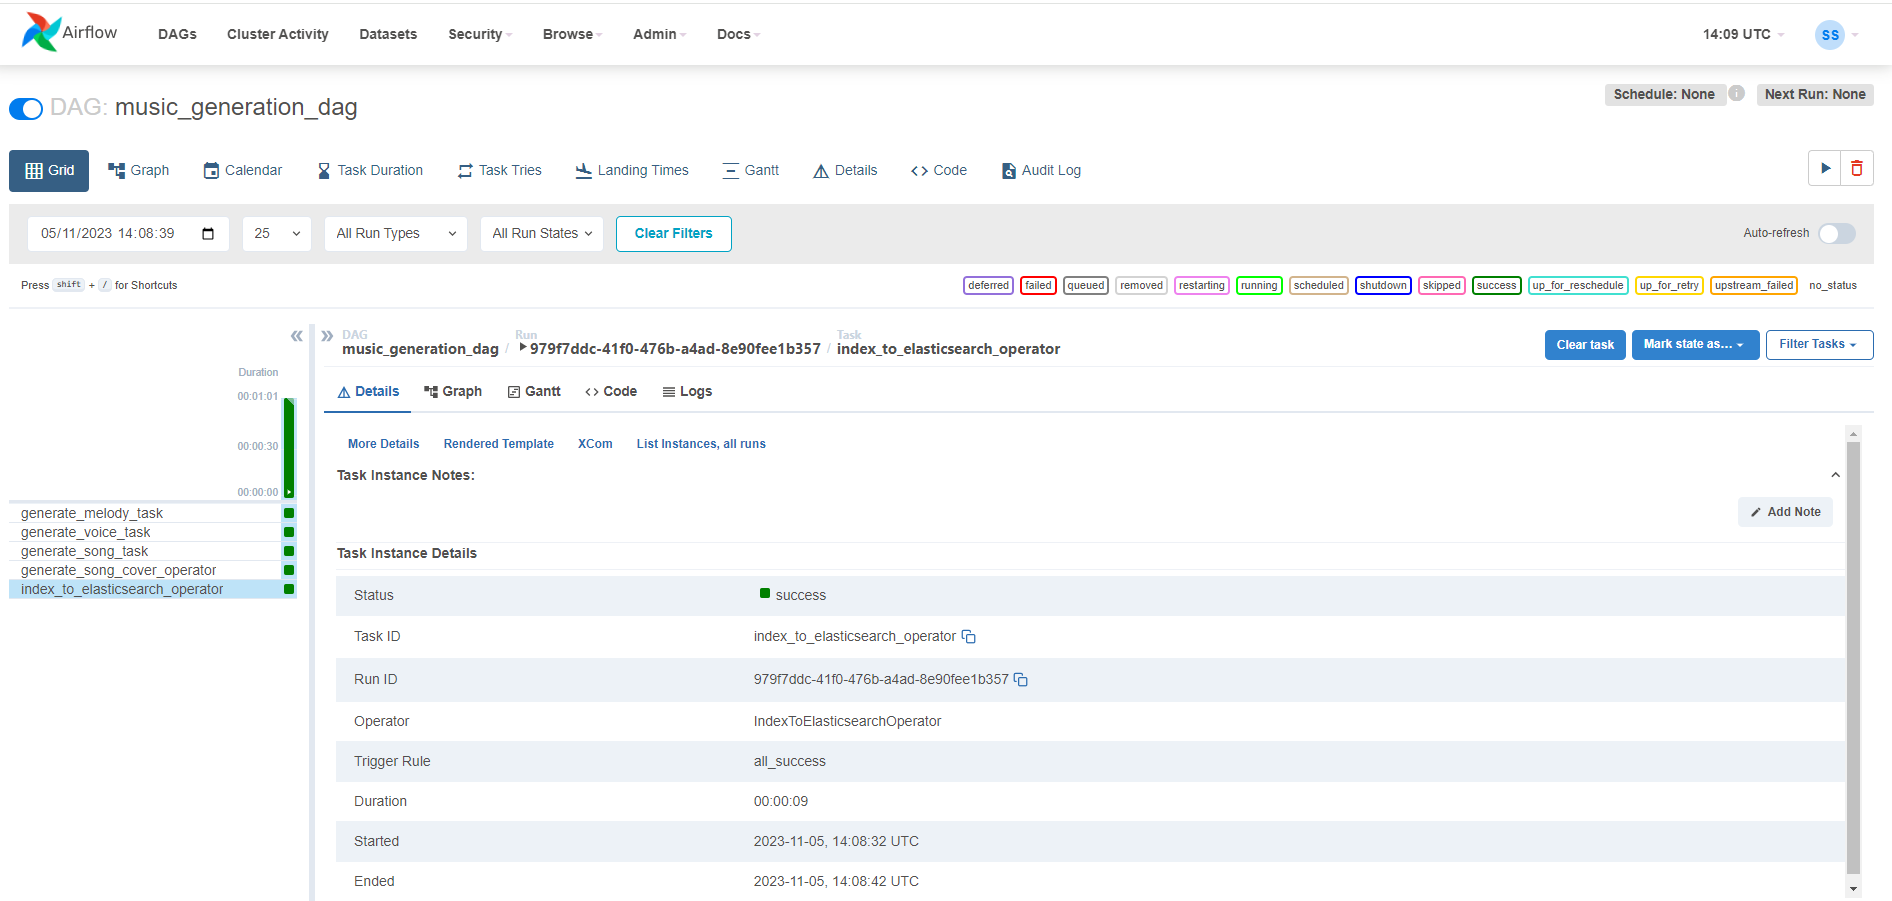 Airflow DAGs Cluster Activity Datasets Security Browse Admin Docs 14:09 UTC SS
DAG: music_generation_dag Schedule: None i Next Run: None
Grid Graph Calendar Task Duration Task Tries Landing Times Gantt Details Code Audit Log
05/11/2023 14:08:39 25 All Run Types All Run States Clear Filters Auto-refresh
Press shift + / for Shortcuts deferred failed queued removed restarting running scheduled shutdown skipped success up_for_reschedule up_for_retry upstream_failed no_status
DAG Run Task
music_generation_dag / 979f7ddc-41f0-476b-a4ad-8e90fee1b357 / index_to_elasticsearch_operator Clear task Mark state as... Filter Tasks
Details Graph Gantt Code Logs
Duration
00:01:01
00:00:30
00:00:00
generate_melody_task
generate_voice_task
generate_song_task
generate_song_cover_operator
index_to_elasticsearch_operator
More Details Rendered Template XCom List Instances, all runs
Task Instance Notes:
Add Note
Task Instance Details
Status success
Task ID index_to_elasticsearch_operator
Run ID 979f7ddc-41f0-476b-a4ad-8e90fee1b357
Operator IndexToElasticsearchOperator
Trigger Rule all_success
Duration 00:00:09
Started 2023-11-05, 14:08:32 UTC
Ended 2023-11-05, 14:08:42 UTC